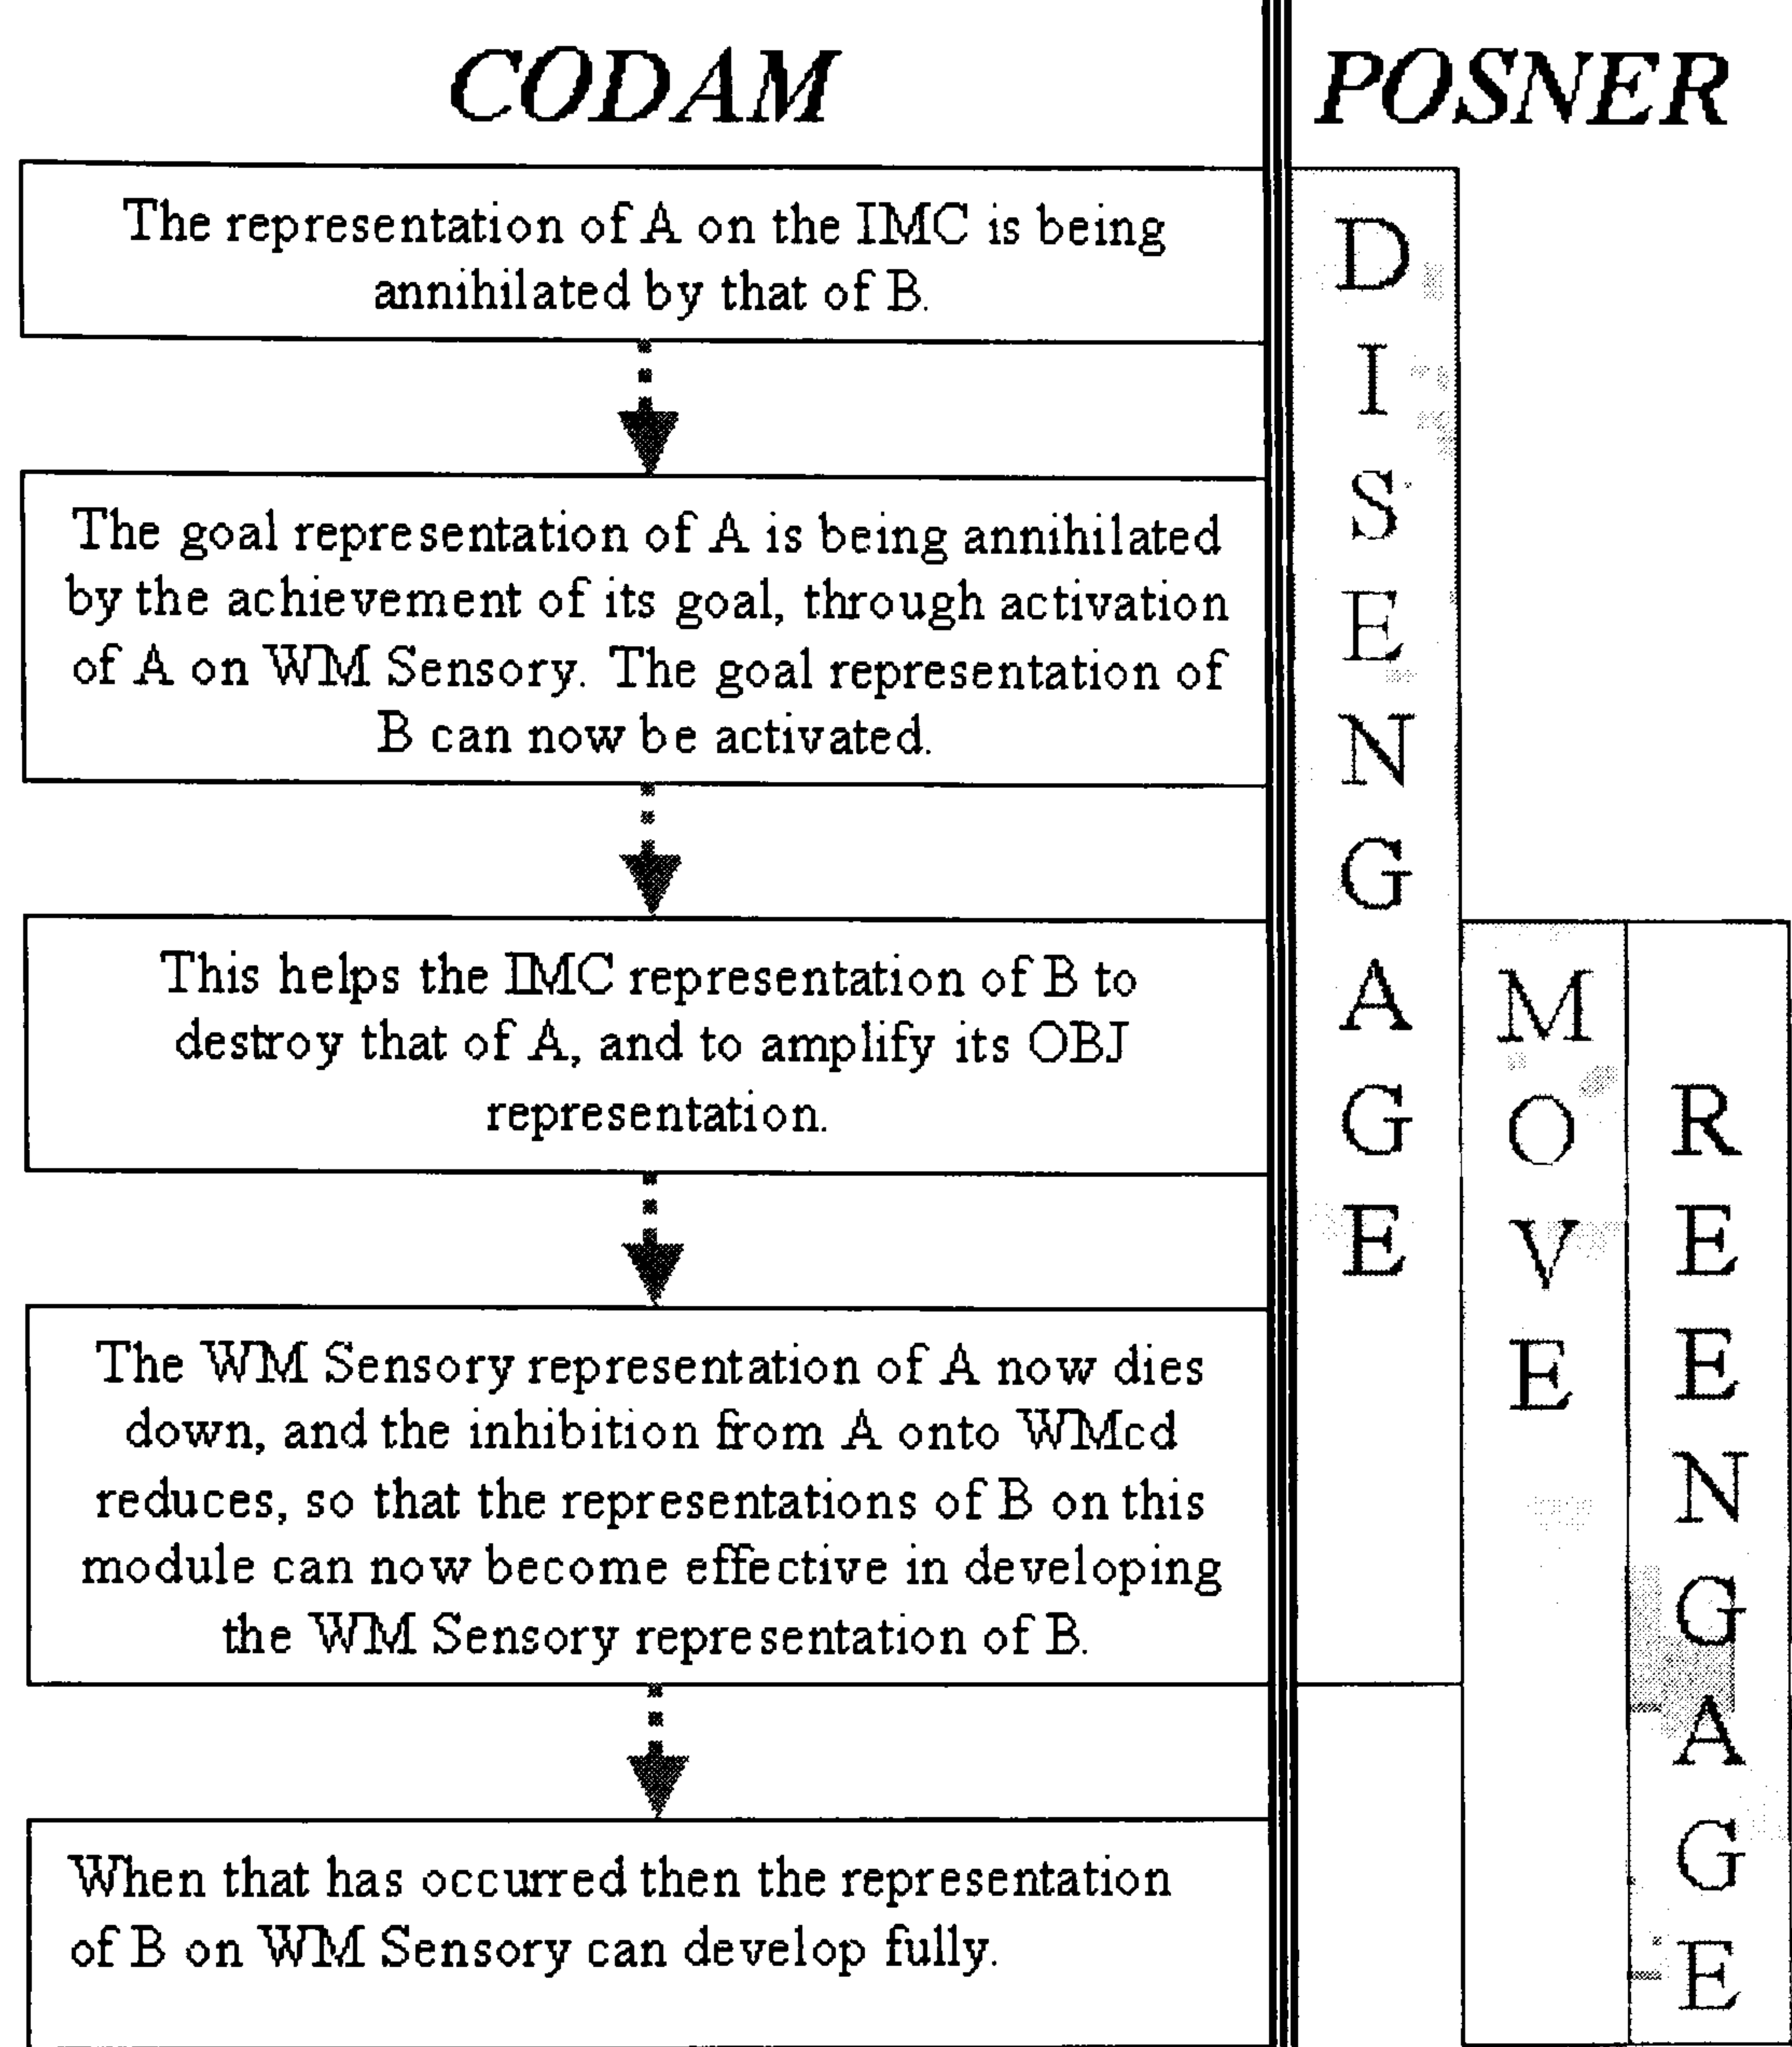 CODAM
POSNER
The representation of A on the IMC is being
annihilated by that of B.
The goal representation of A is being annihilated
by the achievement of its goal, through activation
of A on WM Sensory. The goal representation of
B can now be activated.
This helps the IMC representation of B to
destroy that of A, and to amplify its OBJ
representation.
The WM Sensory representation of A now dies
down, and the inhibition from A onto WMcd
reduces, so that the representations of B on this
module can now become effective in developing
the WM Sensory representation of B.
When that has occurred then the representation
of B on WM Sensory can develop fully.
DISENGAGE
MOVE
REENGAGE